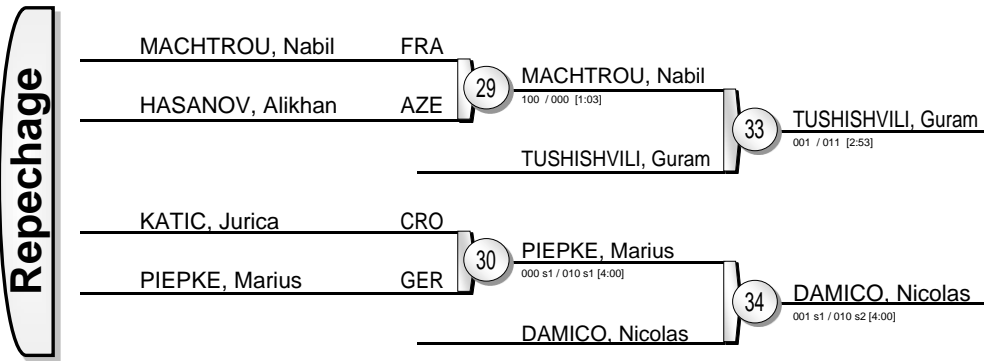 Repechage
MACHTROU, Nabil FRA
HASANOV, Alikhan AZE
29
MACHTROU, Nabil
100 / 000 [1:03]
TUSHISHVILI, Guram
33
TUSHISHVILI, Guram
001 / 011 [2:53]
KATIC, Jurica CRO
PIEPKE, Marius GER
30
PIEPKE, Marius
000 s1 / 010 s1 [4:00]
DAMICO, Nicolas
34
DAMICO, Nicolas
001 s1 / 010 s2 [4:00]